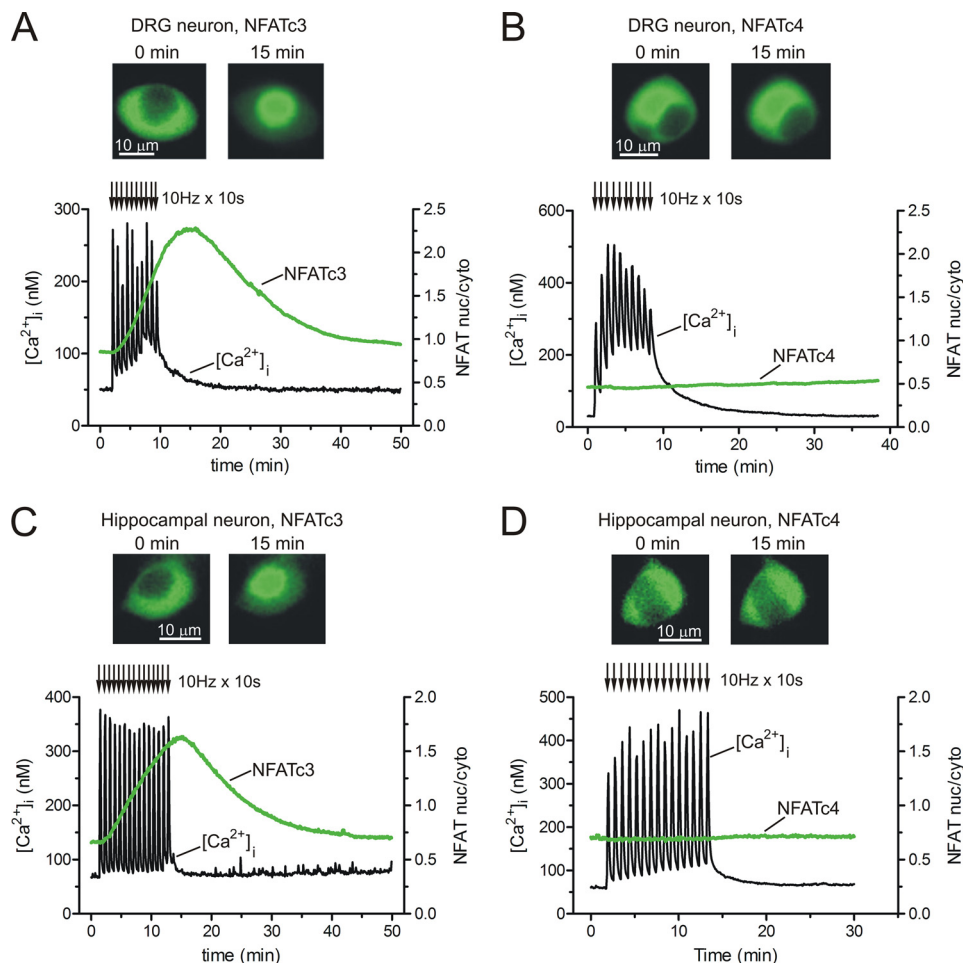 A
DRG neuron, NFATc3
0 min 15 min
10 μm
10Hz x 10s
300
200
100
0
[Ca²⁺]ᵢ (nM)
2.5
2.0
1.5
1.0
0.5
0.0
NFAT nuc/cyto
NFATc3
[Ca²⁺]ᵢ
0 10 20 30 40 50
time (min)
B
DRG neuron, NFATc4
0 min 15 min
10 μm
10Hz x 10s
600
400
200
0
[Ca²⁺]ᵢ (nM)
2.5
2.0
1.5
1.0
0.5
0.0
NFAT nuc/cyto
[Ca²⁺]ᵢ
NFATc4
0 10 20 30 40
time (min)
C
Hippocampal neuron, NFATc3
0 min 15 min
10 μm
10Hz x 10s
400
350
300
250
200
150
100
50
0
[Ca²⁺]ᵢ (nM)
2.0
1.5
1.0
0.5
0.0
NFAT nuc/cyto
NFATc3
[Ca²⁺]ᵢ
0 10 20 30 40 50
time (min)
D
Hippocampal neuron, NFATc4
0 min 15 min
10 μm
10Hz x 10s
500
400
300
200
100
0
[Ca²⁺]ᵢ (nM)
2.0
1.5
1.0
0.5
0.0
NFAT nuc/cyto
[Ca²⁺]ᵢ
NFATc4
0 10 20 30
Time (min)